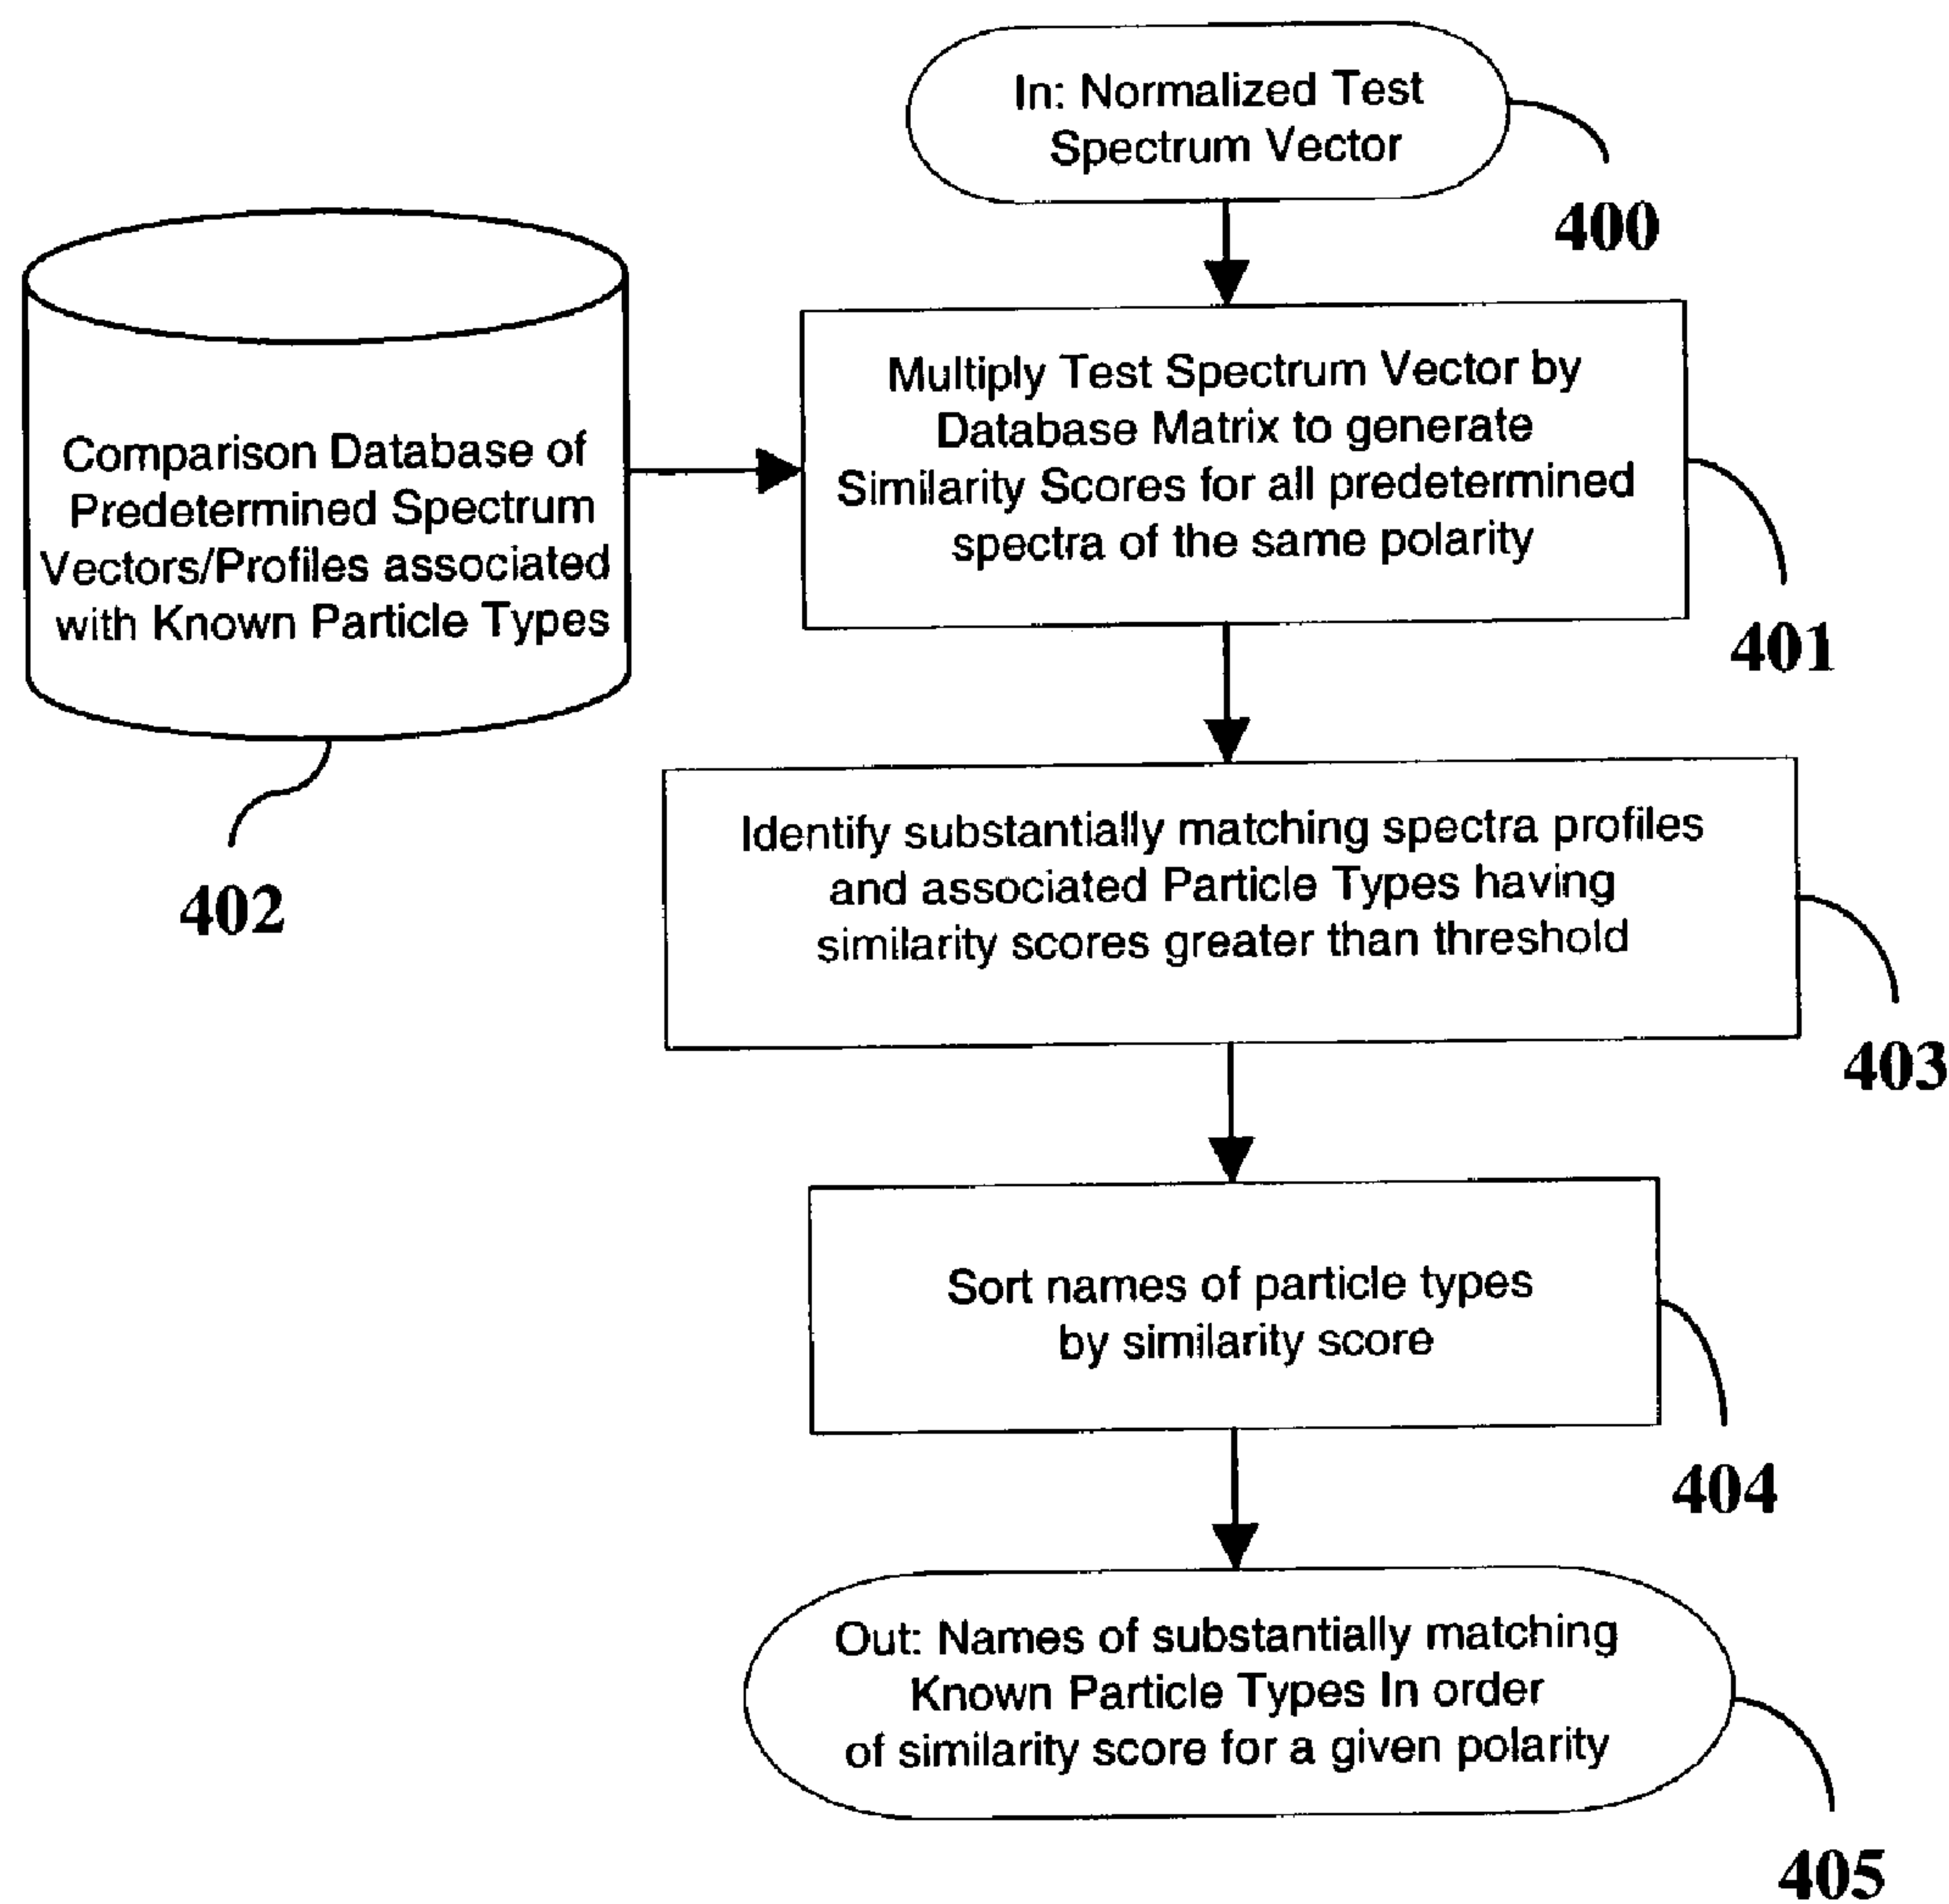 In: Normalized Test
Spectrum Vector
400
Comparison Database of
Predetermined Spectrum
Vectors/Profiles associated
with Known Particle Types
402
Multiply Test Spectrum Vector by
Database Matrix to generate
Similarity Scores for all predetermined
spectra of the same polarity
401
Identify substantially matching spectra profiles
and associated Particle Types having
similarity scores greater than threshold
403
Sort names of particle types
by similarity score
404
Out: Names of substantially matching
Known Particle Types In order
of similarity score for a given polarity
405